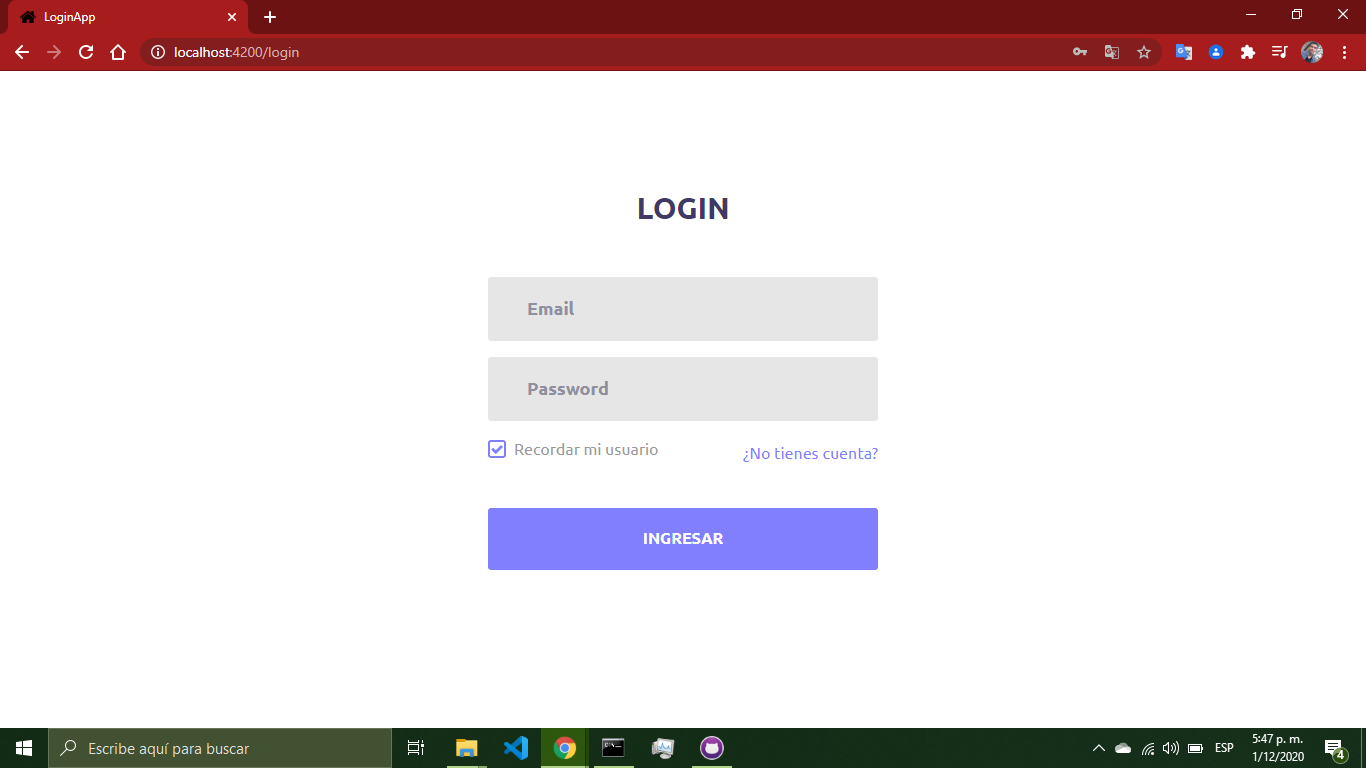 LoginApp
localhost:4200/login
LOGIN
Email
Password
Recordar mi usuario
¿No tienes cuenta?
INGRESAR
Escribe aquí para buscar
ESP
5:47 p. m.
1/12/2020
4